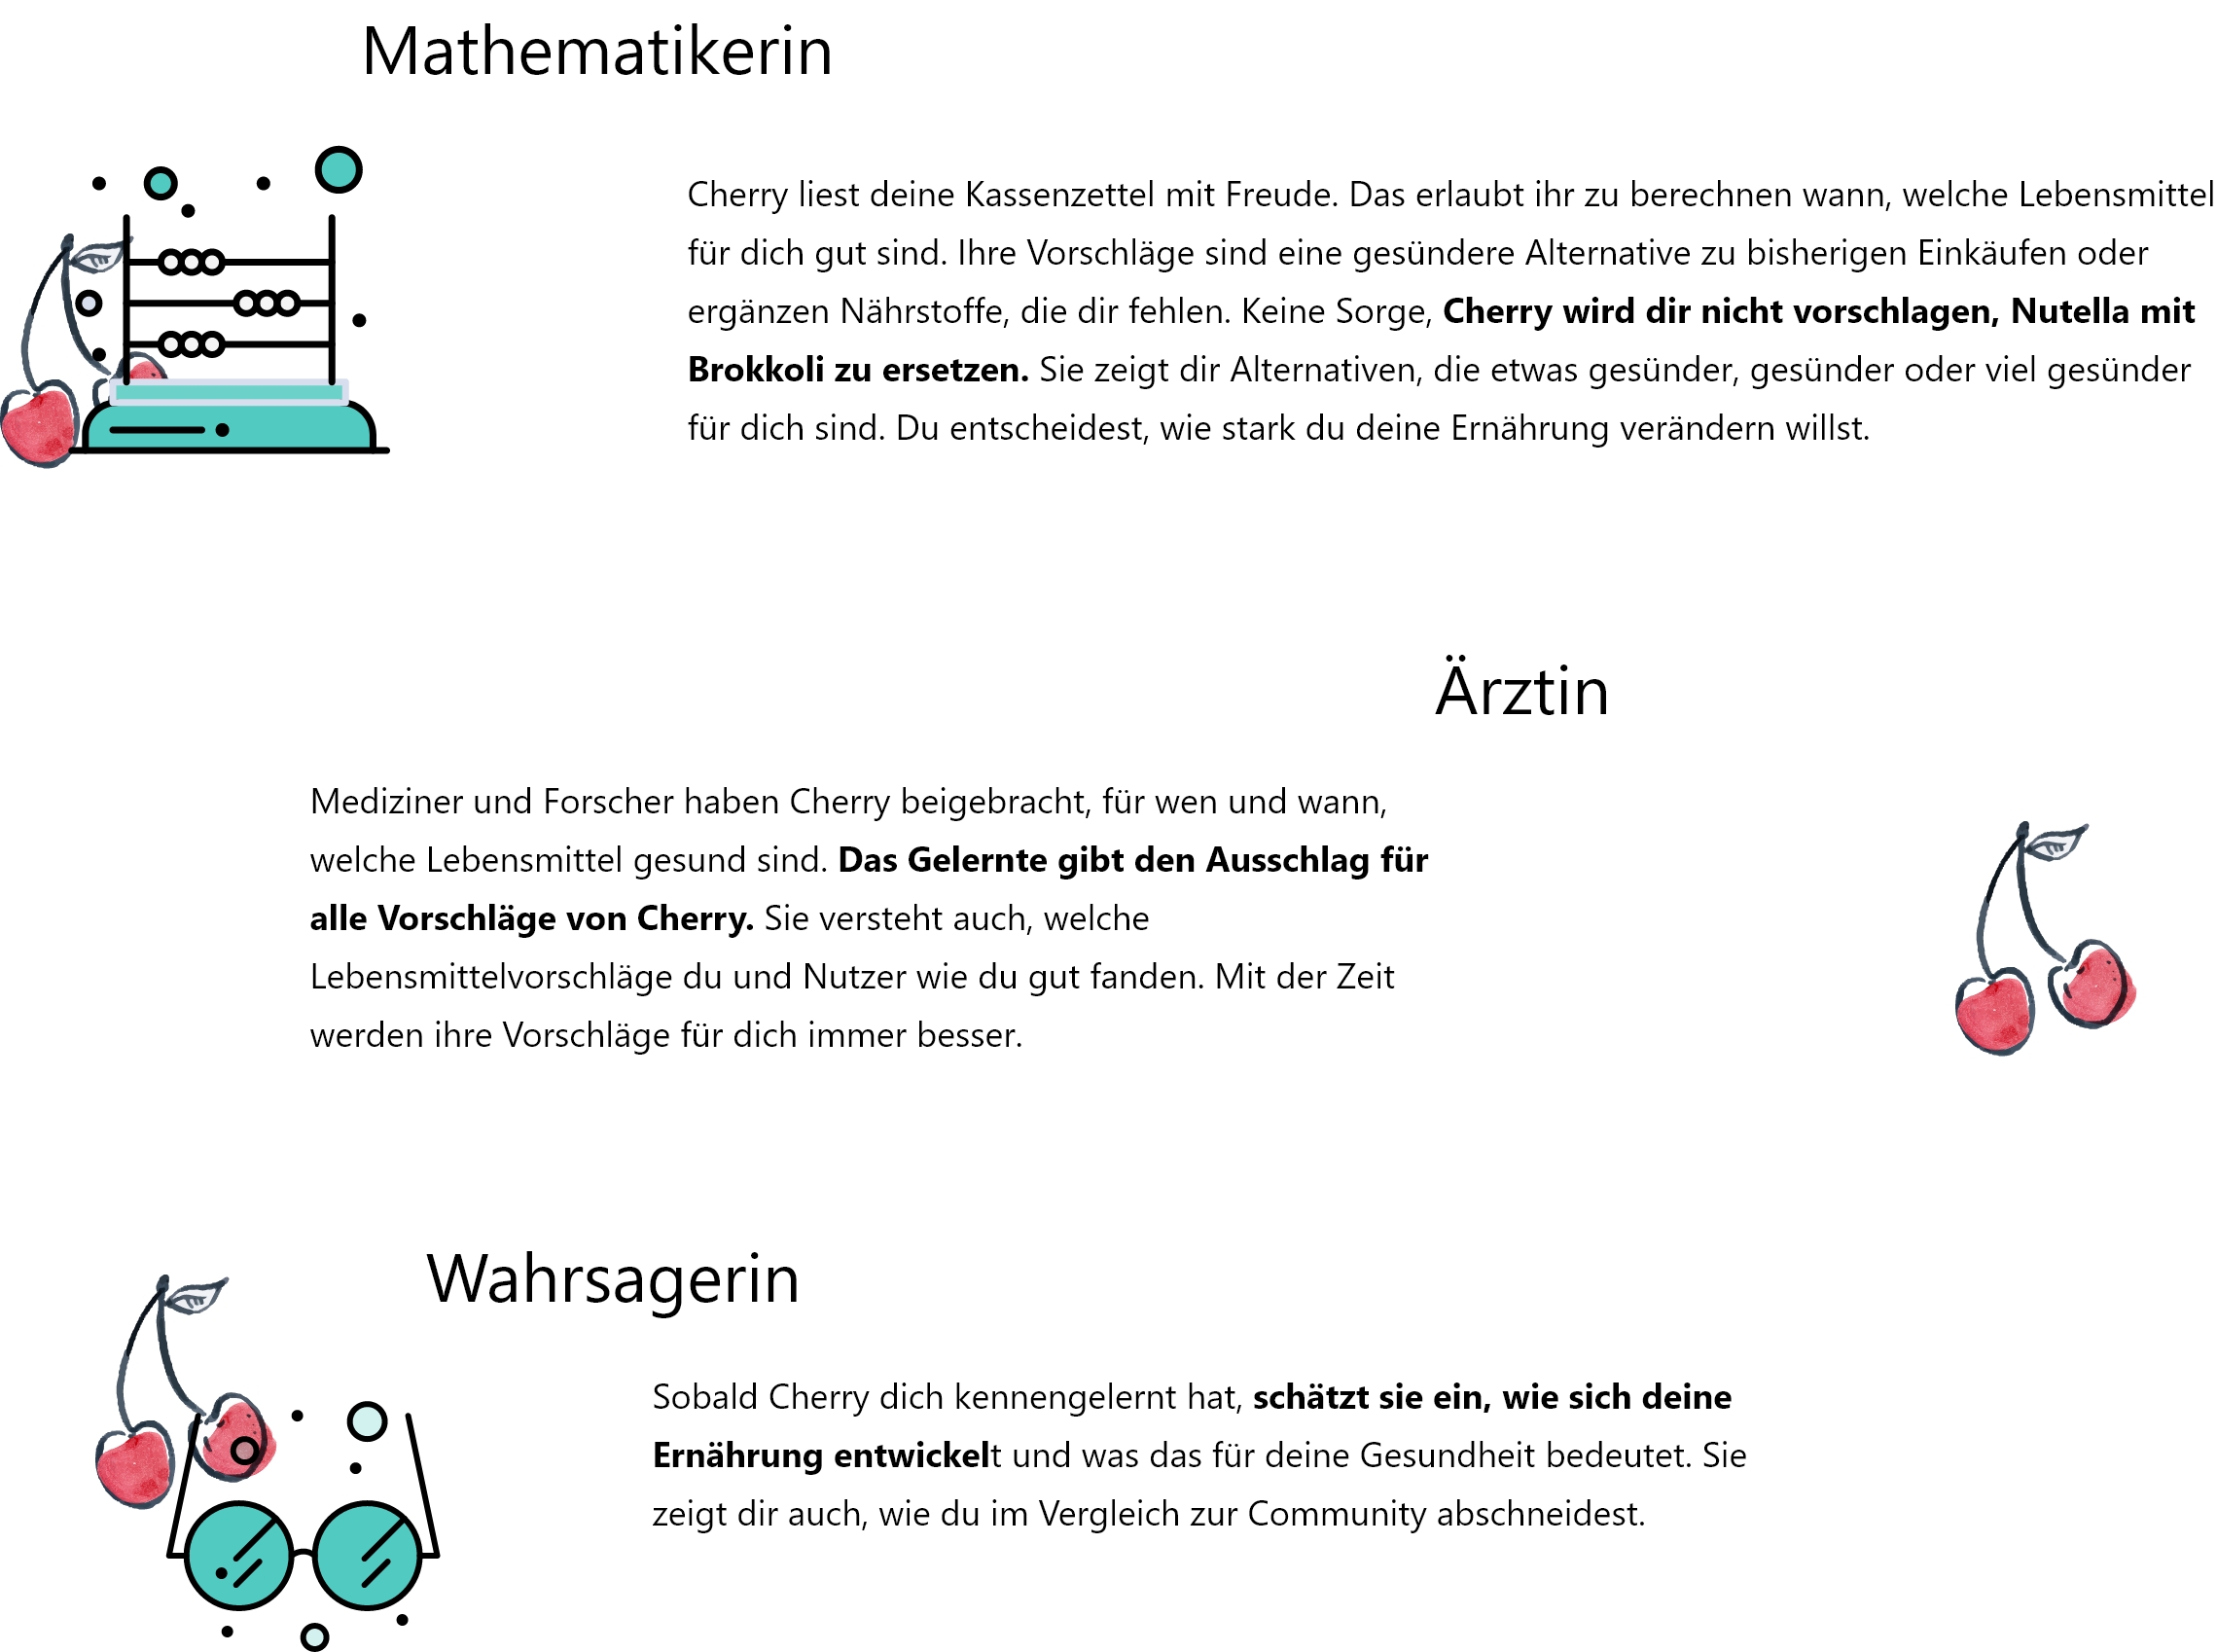 Mathematikerin
Cherry liest deine Kassenzettel mit Freude. Das erlaubt ihr zu berechnen wann, welche Lebensmittel
für dich gut sind. Ihre Vorschläge sind eine gesündere Alternative zu bisherigen Einkäufen oder
ergänzen Nährstoffe, die dir fehlen. Keine Sorge, Cherry wird dir nicht vorschlagen, Nutella mit
Brokkoli zu ersetzen. Sie zeigt dir Alternativen, die etwas gesünder, gesünder oder viel gesünder
für dich sind. Du entscheidest, wie stark du deine Ernährung verändern willst.
Ärztin
Mediziner und Forscher haben Cherry beigebracht, für wen und wann,
welche Lebensmittel gesund sind. Das Gelernte gibt den Ausschlag für
alle Vorschläge von Cherry. Sie versteht auch, welche
Lebensmittelvorschläge du und Nutzer wie du gut fanden. Mit der Zeit
werden ihre Vorschläge für dich immer besser.
Wahrsagerin
Sobald Cherry dich kennengelernt hat, schätzt sie ein, wie sich deine
Ernährung entwickelt und was das für deine Gesundheit bedeutet. Sie
zeigt dir auch, wie du im Vergleich zur Community abschneidest.